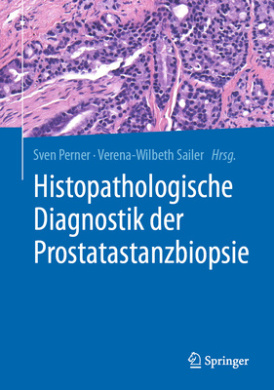 Sven Perner · Verena-Wilbeth Sailer Hrsg.
Histopathologische
Diagnostik der
Prostatastanzbiopsie
Springer